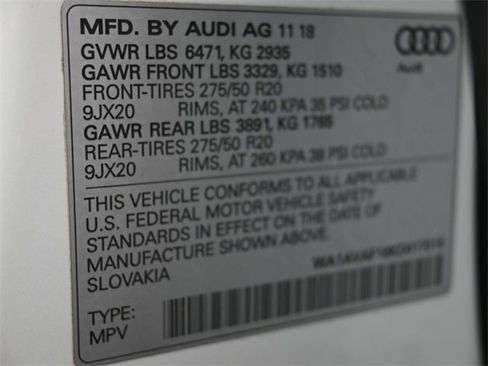 MFD. BY AUDI AG 11 18
GVWR LBS 6471, KG 2935
GAWR FRONT LBS 3329, KG 1510
FRONT-TIRES 275/50 R20
9JX20 RIMS, AT 240 KPA 35 PSI COLD
GAWR REAR LBS 3891, KG 1765
REAR-TIRES 275/50 R20
9JX20 RIMS, AT 260 KPA 38 PSI COLD
THIS VEHICLE CONFORMS TO ALL APPLICABLE
U.S. FEDERAL MOTOR VEHICLE SAFETY
STANDARDS IN EFFECT ON THE DATE OF
MANUFACTURE SHOWN ABOVE.
SLOVAKIA
TYPE:
MPV
Audi